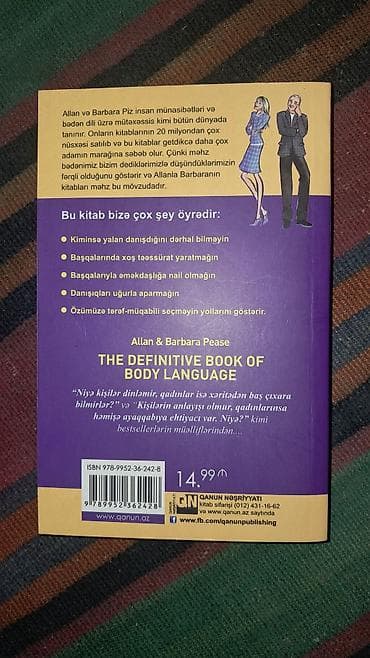 Allan və Barbara Piz insan münasibətləri və
bədən dili üzrə mütəxəssis kimi bütün dünyada
tanınır. Onların kitablarının 20 milyondan çox
nüsxəsi satılıb və bu kitablar getdikcə daha çox
adamın marağına səbəb olur. Çünki məhz
bədənimiz bizim dediklərimizlə düşündüklərimizin
fərqli olduğunu göstərir və Allanla Barbaranın
kitabları məhz bu mövzudadır.
Bu kitab bizə çox şey öyrədir:
Kiminsə yalan danışdığını dərhal bilməyin
Başqalarında xoş təəssürat yaratmağın
Başqalarıyla əməkdaşlığa nail olmağın
Danışıqları uğurla aparmağın
Özümüzə tərəf-müqabili seçməyin yollarını göstərir.
Allan & Barbara Pease
THE DEFINITIVE BOOK OF
BODY LANGUAGE
"Niyə kişilər dinləmir, qadınlar isə xəritədən baş çıxara
bilmirlər?" və "Kişilərin anlayışı olmur, qadınlarınsa
həmişə ayaqqabıya ehtiyacı var. Niyə?" kimi
bestsellerlərin müəlliflərindən....
ISBN 978-9952-36-242-8
9 789952 362428
www.qanun.az
14.99 ₼
QN
QANUN NƏŞRİYYATI
kitab sifarişi (012) 431-16-62
və www.qanun.az saytında
www.fb.com/qanunpublishing